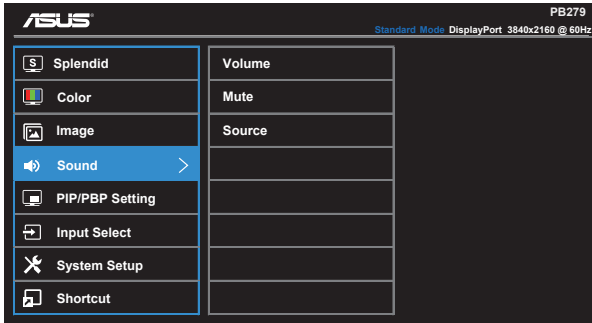 ASUS
PB279
Standard Mode DisplayPort 3840x2160 @ 60Hz
S Splendid
Color
Image
Sound
PIP/PBP Setting
Input Select
System Setup
Shortcut
Volume
Mute
Source